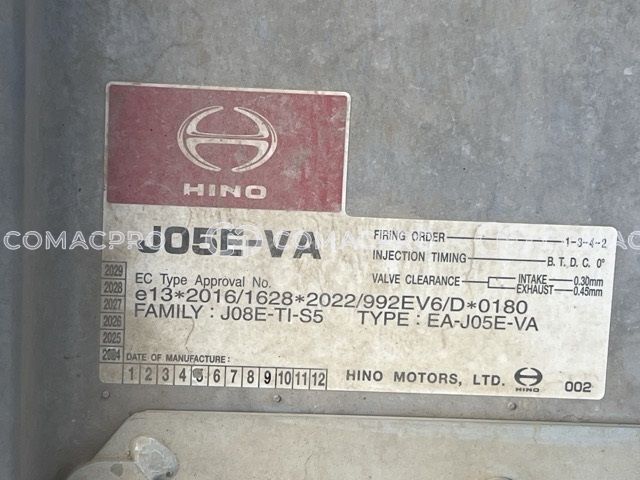 HINO
COMACPRO
J05E-VA
FIRING ORDER 1-3-4-2
INJECTION TIMING B.T.D.C. 0°
VALVE CLEARANCE INTAKE 0.30mm
EXHAUST 0.45mm
EC Type Approval No.
e13*2016/1628*2022/992EV6/D*0180
FAMILY : J08E-TI-S5 TYPE : EA-J05E-VA
2029
2028
2027
2026
2025
DATE OF MANUFACTURE:
1 2 3 4 5 6 7 8 9 10 11 12
HINO MOTORS, LTD. HINO 002